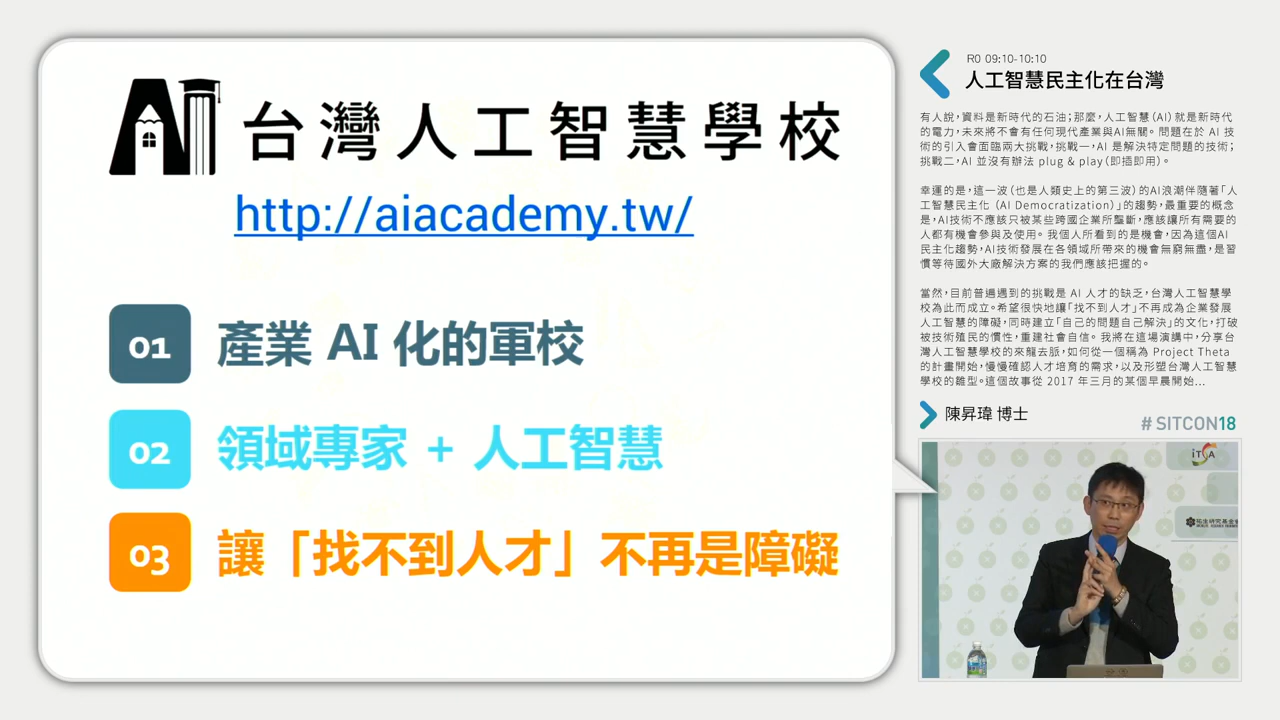 AI 台灣人工智慧學校
http://aiacademy.tw/
01 產業 AI 化的軍校
02 領域專家 + 人工智慧
03 讓「找不到人才」不再是障礙
R0 09:10-10:10
人工智慧民主化在台灣
有人說，資料是新時代的石油；那麼，人工智慧（AI）就是新時代
的電力，未來將不會有任何現代產業與AI無關。問題在於 AI 技
術的引入會面臨兩大挑戰，挑戰一，AI 是解決特定問題的技術；
挑戰二，AI 並沒有辦法 plug & play（即插即用）。
幸運的是，這一波（也是人類史上的第三波）的AI浪潮伴隨著「人
工智慧民主化（AI Democratization）」的趨勢，最重要的概念
是，AI技術不應該只被某些跨國企業所壟斷，應該讓所有需要的
人都有機會參與及使用。我個人所看到的是機會，因為這個AI
民主化趨勢，AI技術發展在各領域所帶來的機會無窮無盡，是習
慣等待國外大廠解決方案的我們應該把握的。
當然，目前普遍遇到的挑戰是 AI 人才的缺乏，台灣人工智慧學
校為此而成立。希望很快地讓「找不到人才」不再成為企業發展
人工智慧的障礙，同時建立「自己的問題自己解決」的文化，打破
被技術殖民的慣性，重建社會自信。我將在這場演講中，分享台
灣人工智慧學校的來龍去脈，如何從一個稱為 Project Theta
的計畫開始，慢慢確認人才培育的需求，以及形塑台灣人工智慧
學校的雛型。這個故事從 2017 年三月的某個早晨開始...
陳昇瑋 博士
# SITCON18
iTSA